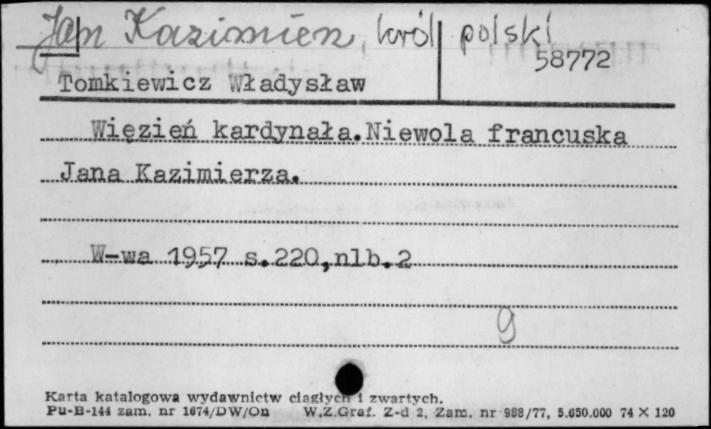 Jan Kazimierz, król polski
58772
Tomkiewicz Władysław
Więzień kardynała.Niewola francuska
Jana Kazimierza.
W-wa 1957 s.220,nlb.2
g
Karta katalogowa wydawnictw ciągłych i zwartych.
Pu-B-144 zam. nr 1674/DW/On W.Z.Graf. Z-d 2, Zam. nr 988/77, 5.650.000 74 X 120